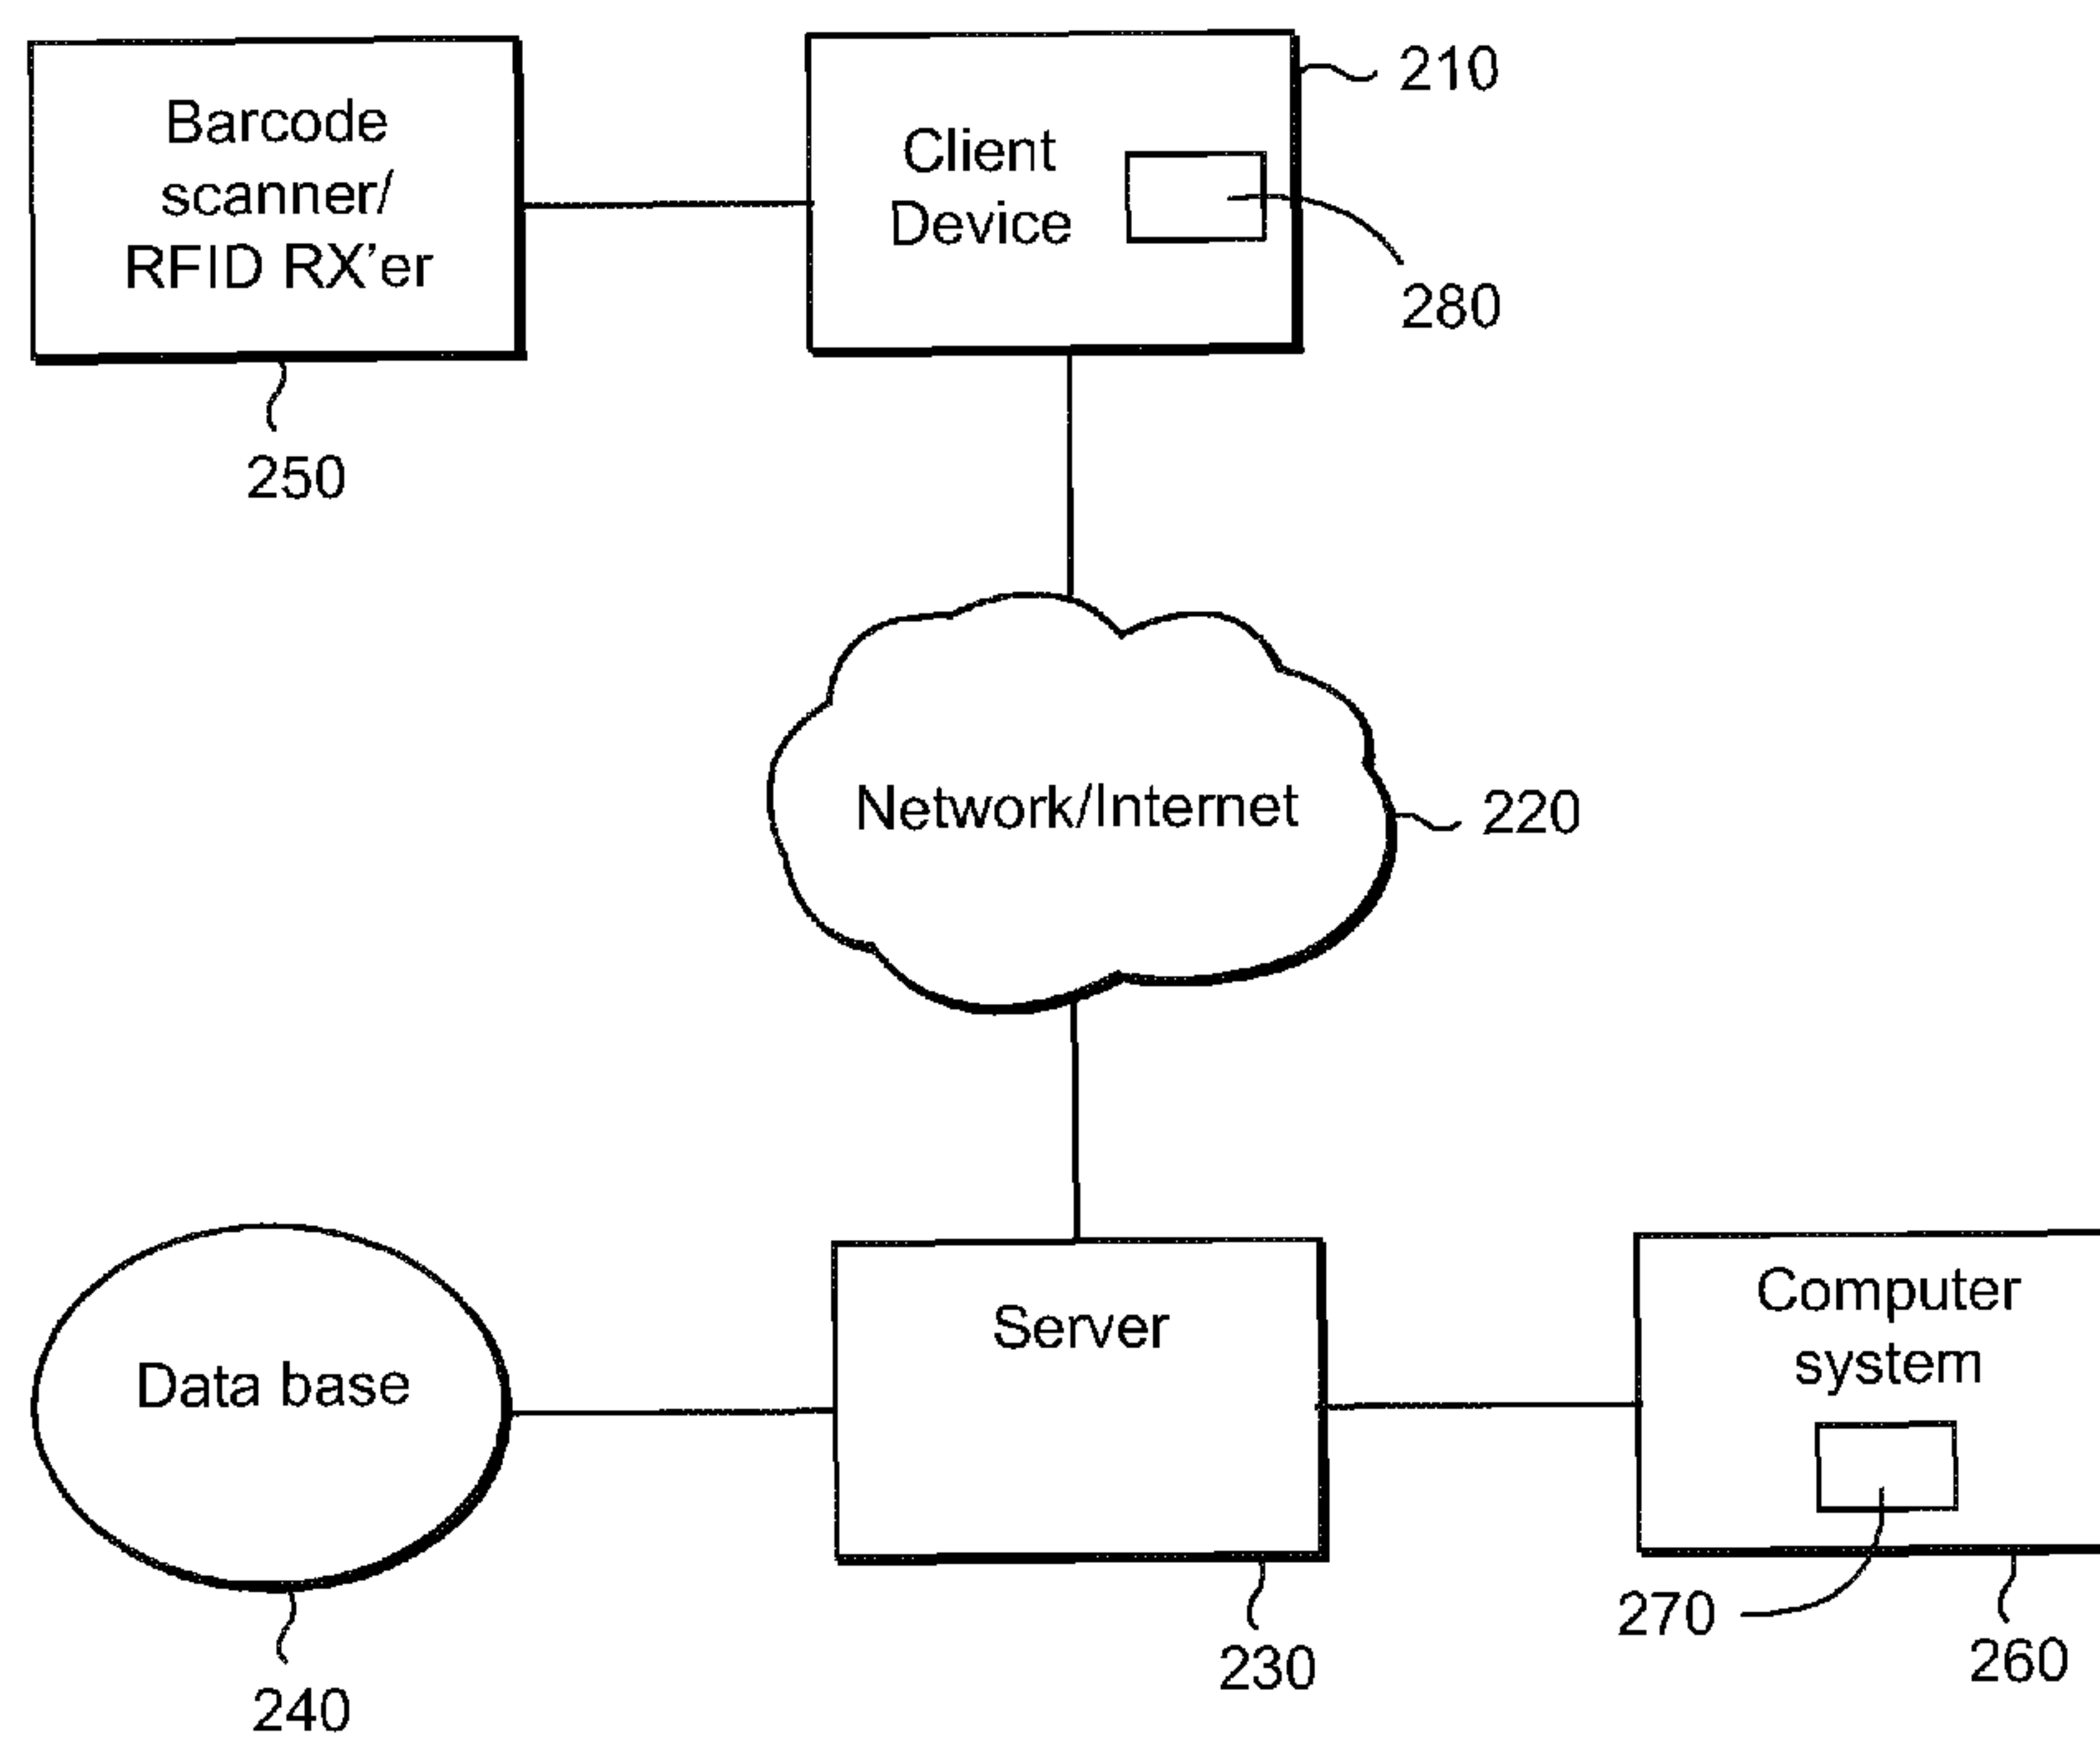 Barcode
scanner/
RFID RX'er
250
Client
Device
210
280
Network/Internet
220
Data base
240
Server
230
Computer
system
270
260